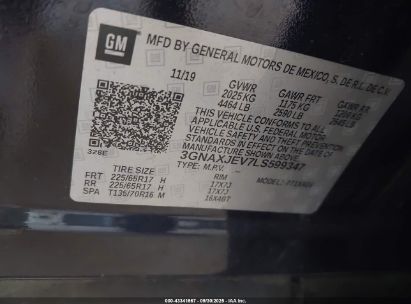 GM
MFD BY GENERAL MOTORS DE MEXICO, S. DE R.L. DE C.V.
11/19
GVWR GAWR FRT GAWR RR
2025 KG 1175 KG
4464 LB 2590 LB
THIS VEHICLE CONFORMS TO ALL
APPLICABLE U.S. FEDERAL MOTOR
VEHICLE SAFETY AND THEFT PREVENTION
STANDARDS IN EFFECT ON THE DATE OF
MANUFACTURE SHOWN ABOVE.
328E
3GNAXJEV7LS599347
TYPE: M.P.V. MODEL:
TIRE SIZE RIM
FRT 225/65R17 H 17X7J
RR 225/65R17 H 17X7J
SPA T135/70R16 M 16X4BT